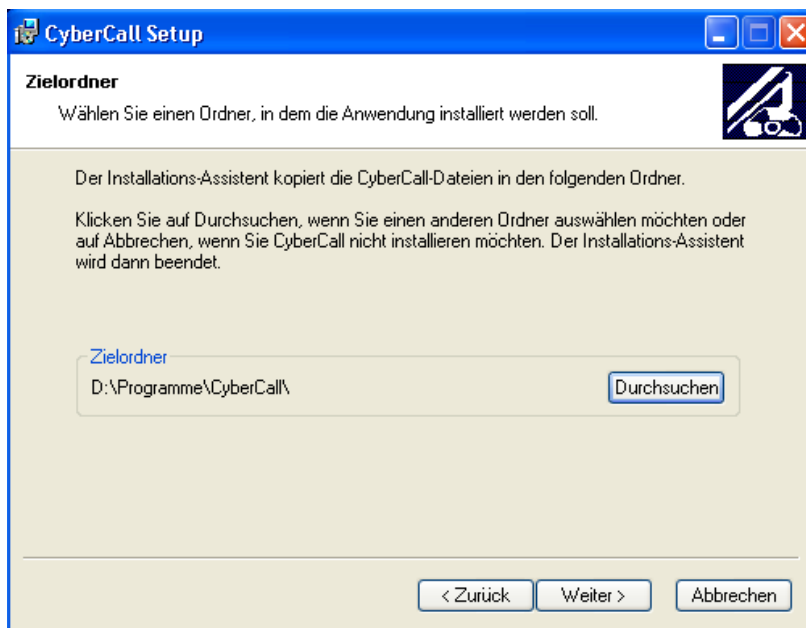 CyberCall Setup
Zielordner
Wählen Sie einen Ordner, in dem die Anwendung installiert werden soll.
Der Installations-Assistent kopiert die CyberCall-Dateien in den folgenden Ordner.
Klicken Sie auf Durchsuchen, wenn Sie einen anderen Ordner auswählen möchten oder
auf Abbrechen, wenn Sie CyberCall nicht installieren möchten. Der Installations-Assistent
wird dann beendet.
Zielordner
D:\Programme\CyberCall\
Durchsuchen
< Zurück
Weiter >
Abbrechen